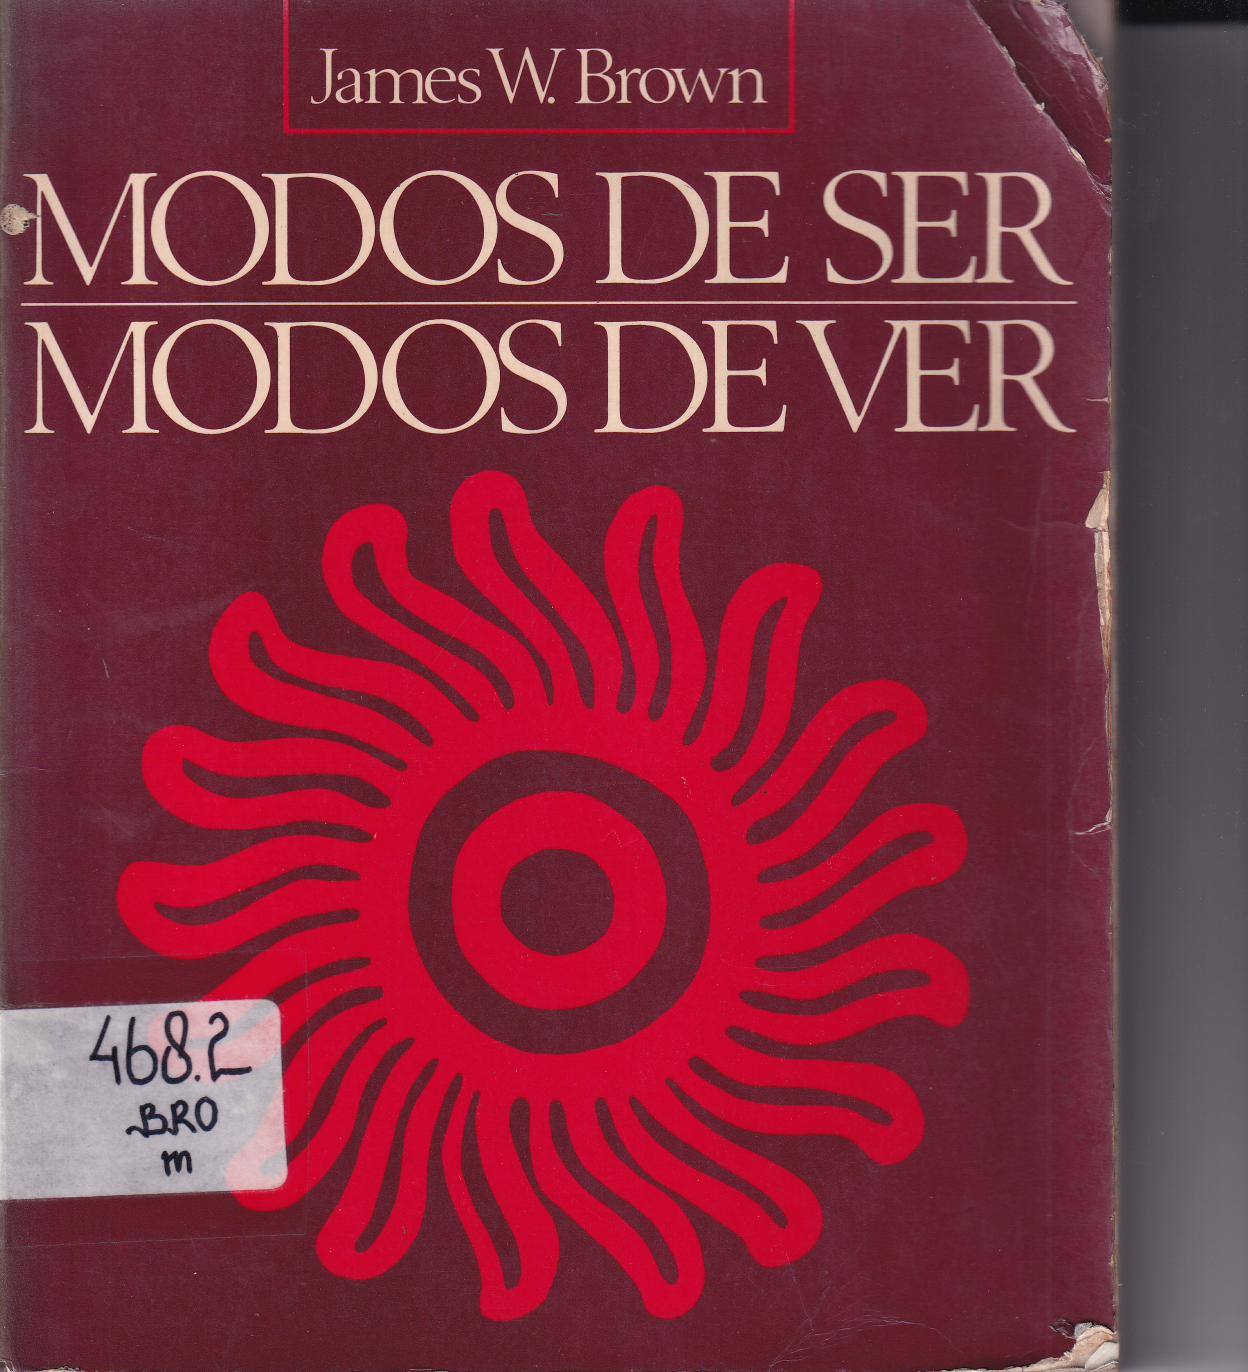 James W. Brown
MODOS DE SER
MODOS DE VER
468.2
BRO
m